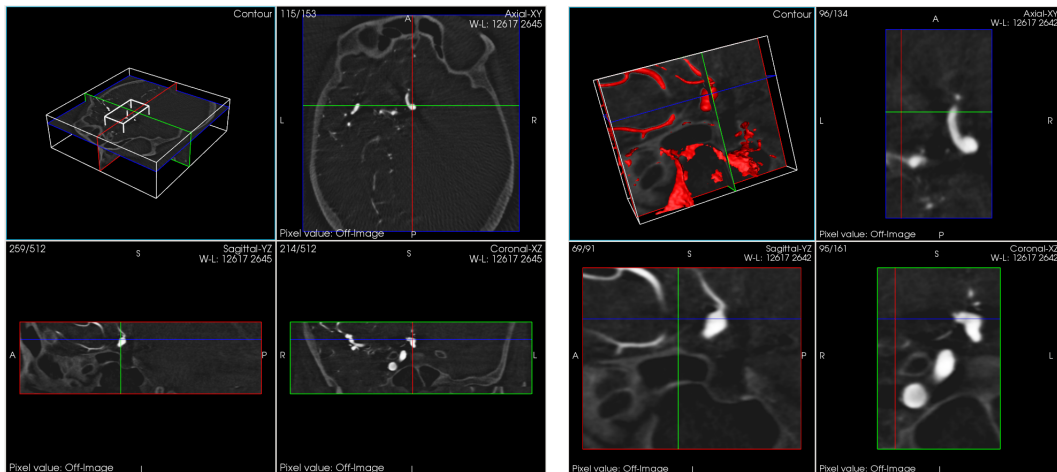 Contour
115/153
Axial-XY
W-L: 12617 2645
A
L
R
P
Pixel value: Off-Image
259/512
Sagittal-YZ
W-L: 12617 2645
S
A
P
I
Pixel value: Off-Image
214/512
Coronal-XZ
W-L: 12617 2645
S
R
L
I
Pixel value: Off-Image
Contour
96/134
Axial-XY
W-L: 12617 2642
A
L
R
P
Pixel value: Off-Image
69/91
Sagittal-YZ
W-L: 12617 2642
S
A
P
I
Pixel value: Off-Image
95/161
Coronal-XZ
W-L: 12617 2642
S
R
L
I
Pixel value: Off-Image